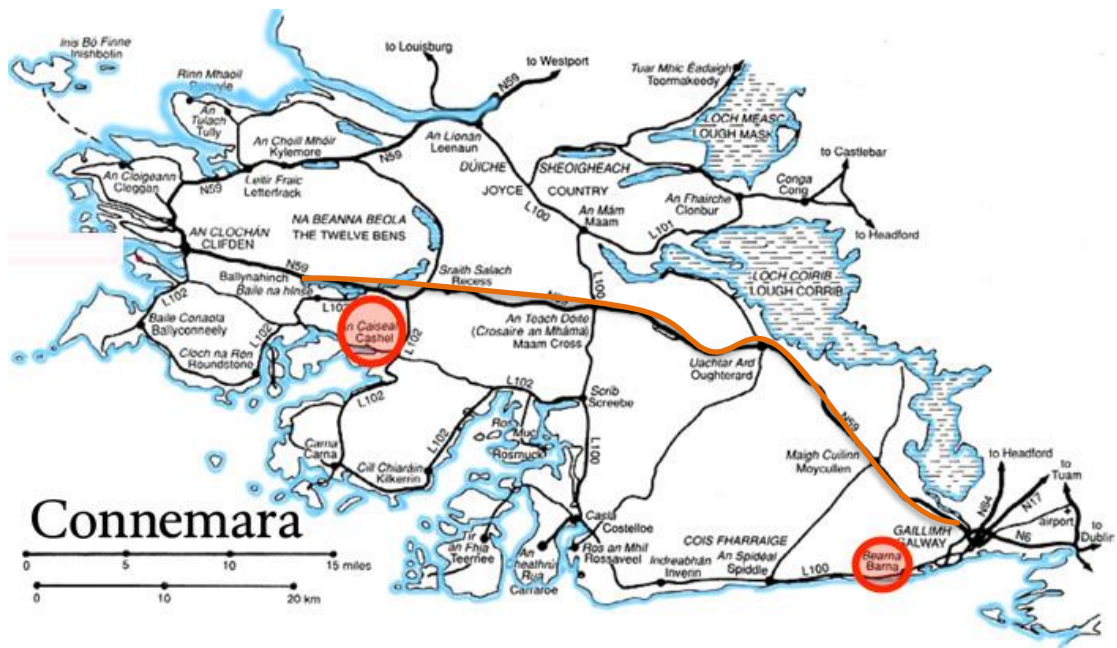 Inis Bó Finne
Inishbofin
to Louisburg
to Westport
N59
Rinn Mhaoil
Renvyle
An
Tulach
Tully
Tuar Mhic Éadaigh
Toormakeedy
LOCH MEASC
LOUGH MASK
An Choill Mhóir
Kylemore
An Líonán
Leenaun
N59
DÚICHE SHEOIGHEACH
JOYCE COUNTRY
to Castlebar
An Cloigeann
Cleggan
N59
Leitir Fraic
Letterfrack
Conga
Cong
An Fhairche
Clonbur
L100
An Mám
Maam
L101
to Headford
NA BEANNA BEOLA
THE TWELVE BENS
AN CLOCHÁN
CLIFDEN
N59
Ballynahinch
Baile na hInse
Sraith Salach
Recess
L100
LOCH COIRIB
LOUGH CORRIB
L102
L102
N59
An Teach Dóite
(Crosaire an Mháma)
Maam Cross
Baile Conaola
Ballyconneely
L102
An Caiseal
Cashel
L102
Cloch na Rón
Roundstone
Uachtar Ard
Oughterard
L102
L102
Scríb
Screebe
N59
Ros
Muc
Rosmuck
L102
L100
Carna
Carna
Cill Chiaráin
Kilkerrin
Maigh Cuilinn
Moycullen
to Headford
to
Tuam
N84
N17
airport
Connemara
Casla
Costelloe
GAILLIMH
GALWAY
N6
to
Dublin
Tír
an Fhia
Teernee
An
Cheathrú
Rua
Carraroe
Ros an Mhíl
Rossaveel
COIS FHARRAIGE
An Spidéal
Spiddle
Indreabhán
Inverin
L100
Bearna
Barna
0 5 10 15 miles
0 10 20 km